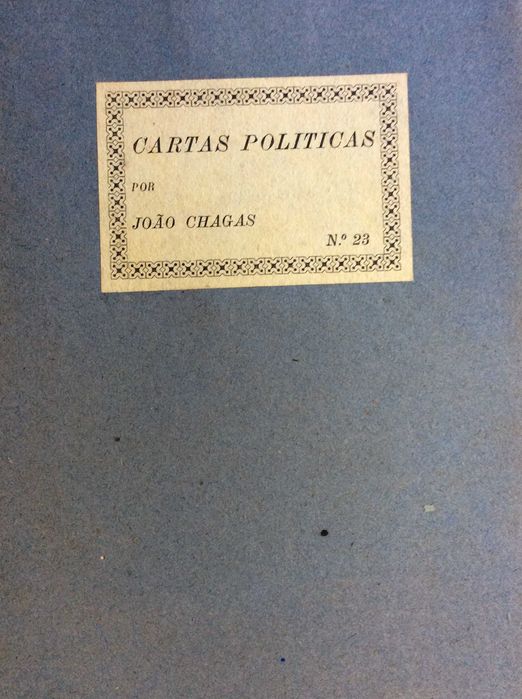 CARTAS POLITICAS
POR
JOÃO CHAGAS
N.º 23